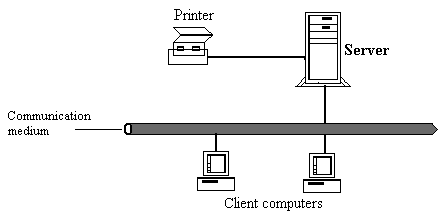 Printer
Server
Communication
medium
Client computers